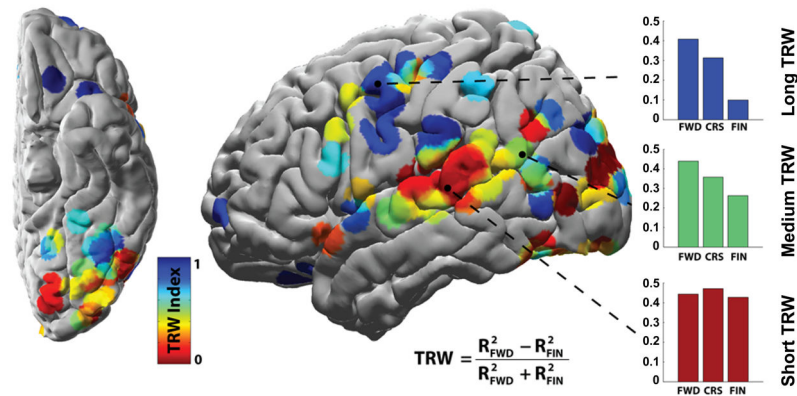 0.5
0.4
0.3
0.2
0.1
0
FWD CRS FIN
Long TRW
0.5
0.4
0.3
0.2
0.1
0
FWD CRS FIN
Medium TRW
0.5
0.4
0.3
0.2
0.1
0
FWD CRS FIN
Short TRW
1
TRW Index
0
TRW = (R²FWD − R²FIN) / (R²FWD + R²FIN)